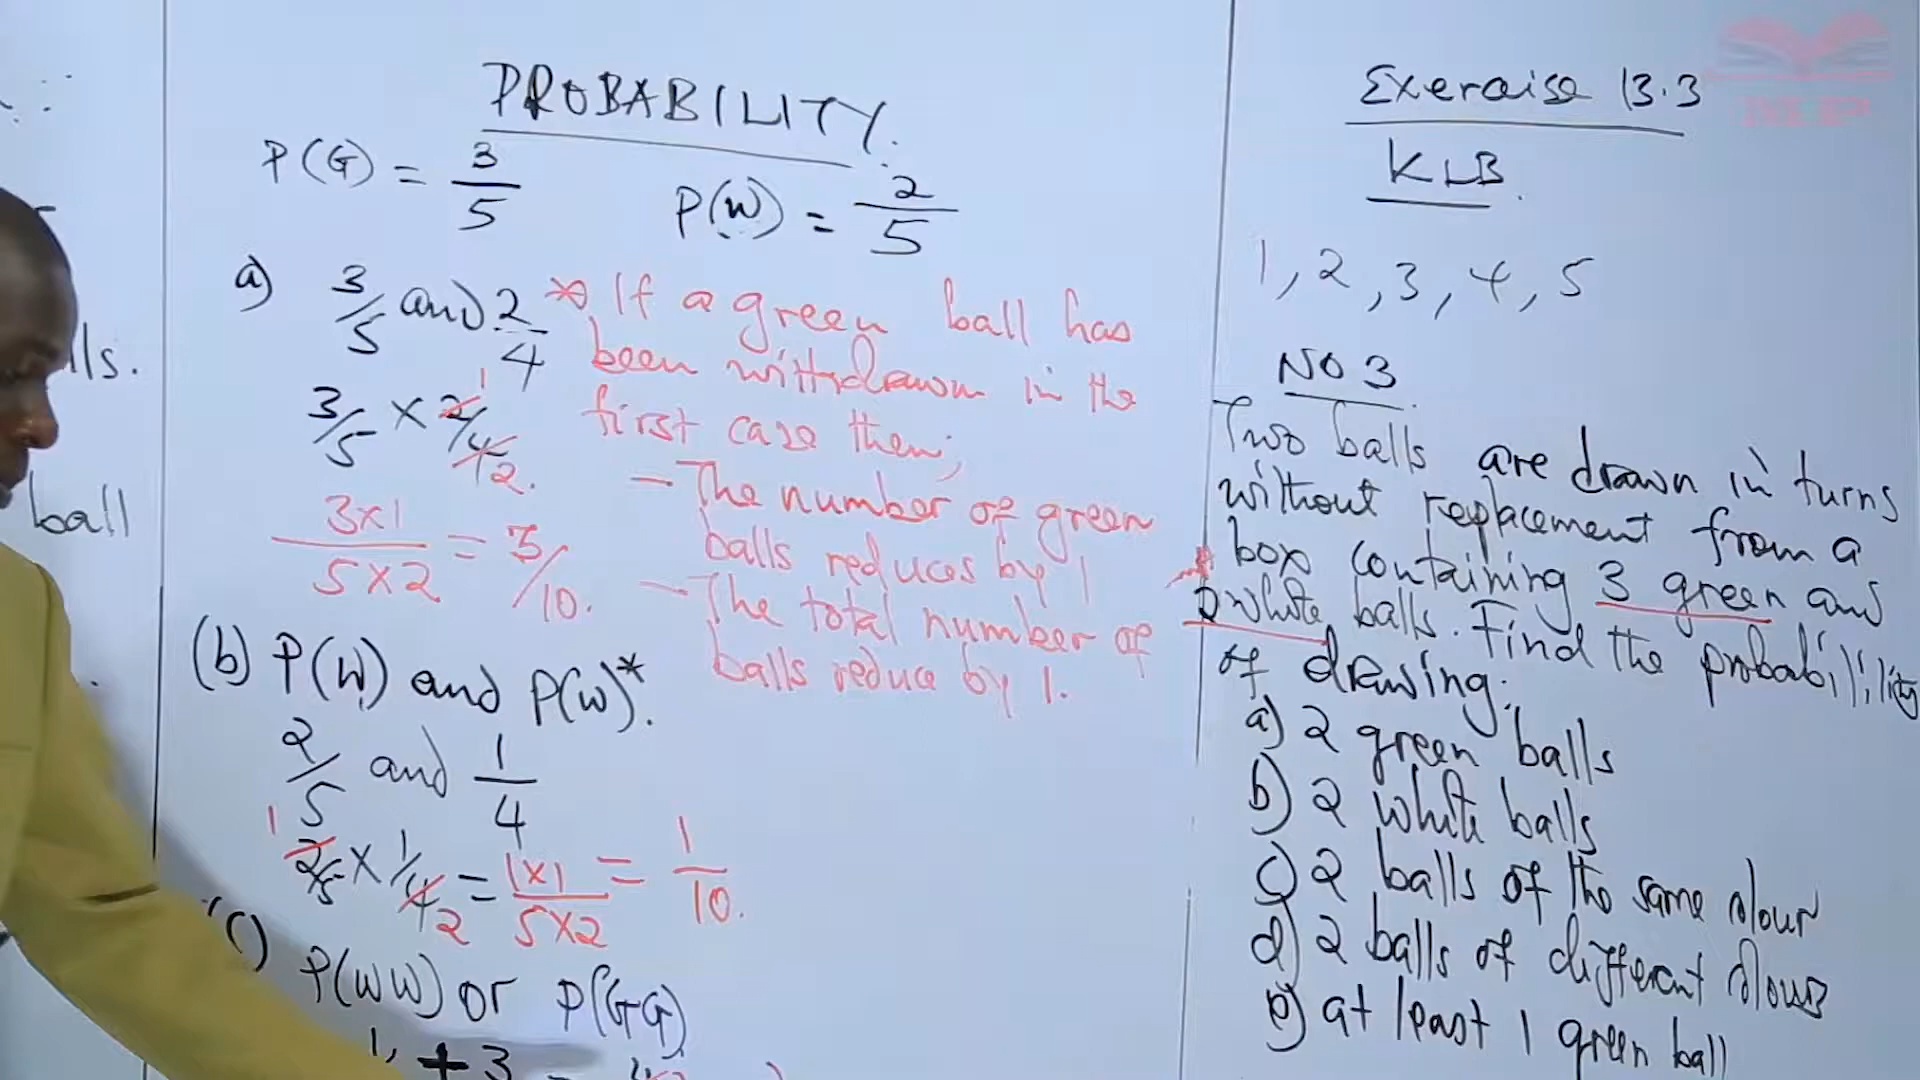 PROBABILITY.
P(G) = 3/5 P(W) = 2/5
a) 3/5 and 2/4
3/5 × 2/4 1 2.
3×1 / 5×2 = 3/10.
* If a green ball has
been withdrawn in the
first case then;
— The number of green
balls reduces by 1
— The total number of
balls reduce by 1.
(b) P(W) and P(W)*.
2/5 and 1/4
1 2/5 × 1/4 2 = 1×1 / 5×2 = 1/10.
(c)
P(WW) or P(GG)
+ 3
lls.
ball
Exercise 13.3
KLB.
1, 2, 3, 4, 5
NO 3.
Two balls are drawn in turns
without replacement from a
box containing 3 green and
2 white balls. Find the probability
of drawing:
a) 2 green balls
b) 2 white balls
c) 2 balls of the same
d) 2 balls of different
e) at least 1 green ball